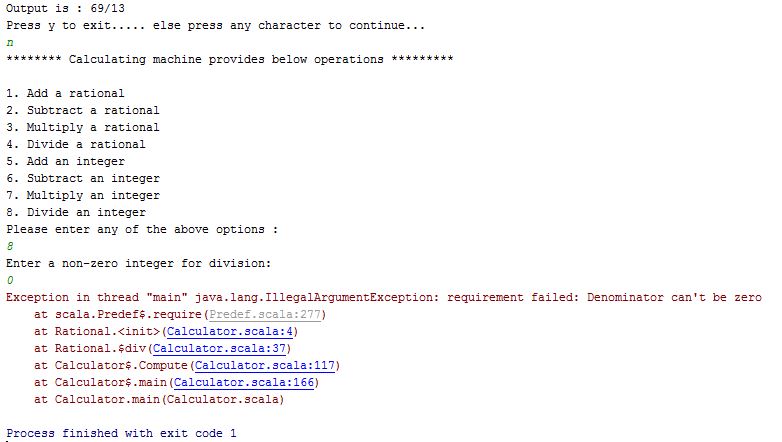 Output is : 69/13
Press y to exit..... else press any character to continue...
n
******** Calculating machine provides below operations *********
1. Add a rational
2. Subtract a rational
3. Multiply a rational
4. Divide a rational
5. Add an integer
6. Subtract an integer
7. Multiply an integer
8. Divide an integer
Please enter any of the above options :
8
Enter a non-zero integer for division:
0
Exception in thread "main" java.lang.IllegalArgumentException: requirement failed: Denominator can't be zero
    at scala.Predef$.require(Predef.scala:277)
    at Rational.<init>(Calculator.scala:4)
    at Rational.$div(Calculator.scala:37)
    at Calculator$.Compute(Calculator.scala:117)
    at Calculator$.main(Calculator.scala:166)
    at Calculator.main(Calculator.scala)
Process finished with exit code 1